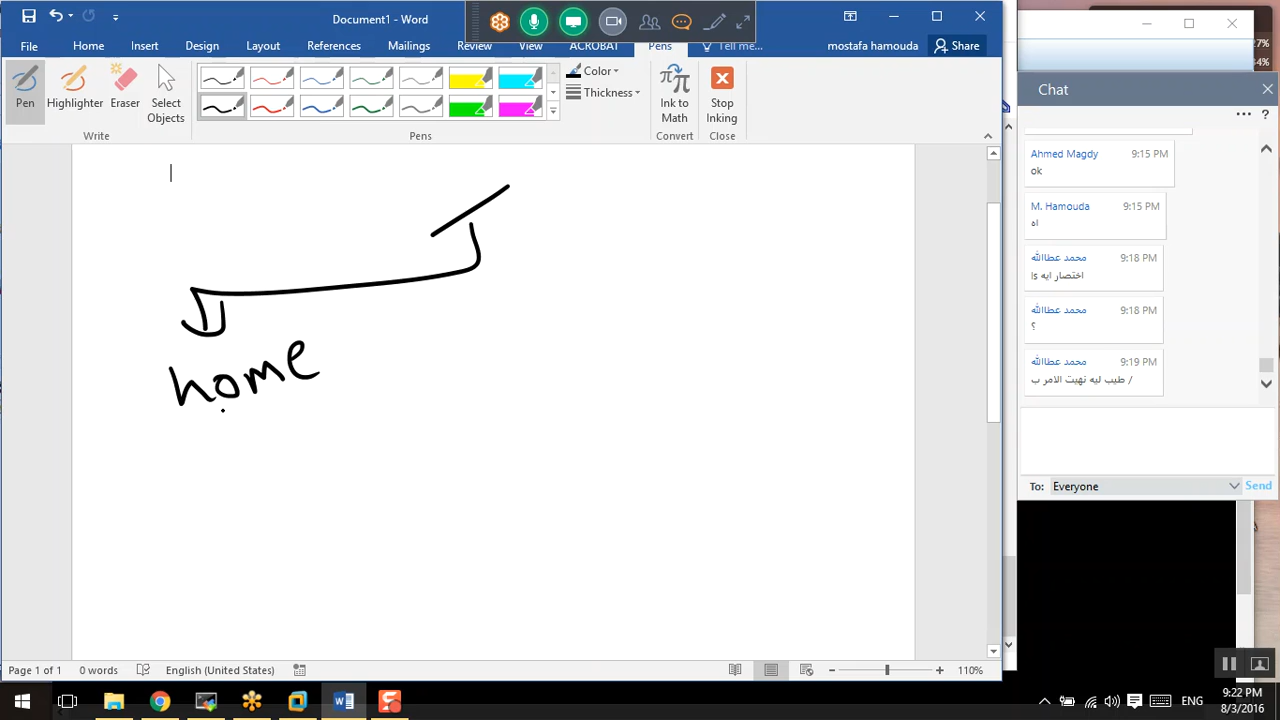 Document1 - Word
File
Home
Insert
Design
Layout
References
Mailings
Review
View
ACROBAT
Pens
Tell me...
mostafa hamouda
Share
Pen
Highlighter
Eraser
Select Objects
Color
Thickness
Ink to Math
Stop Inking
Write
Pens
Convert
Close
/
home
Page 1 of 1
0 words
English (United States)
110%
27%
Chat
?
Ahmed Magdy 9:15 PM
ok
M. Hamouda 9:15 PM
اه
محمد عطاالله 9:18 PM
اختصار ايه ls
محمد عطاالله 9:18 PM
؟
محمد عطاالله 9:19 PM
طيب ليه نهيت الامر ب /
To: Everyone
Send
ENG
9:22 PM
8/3/2016